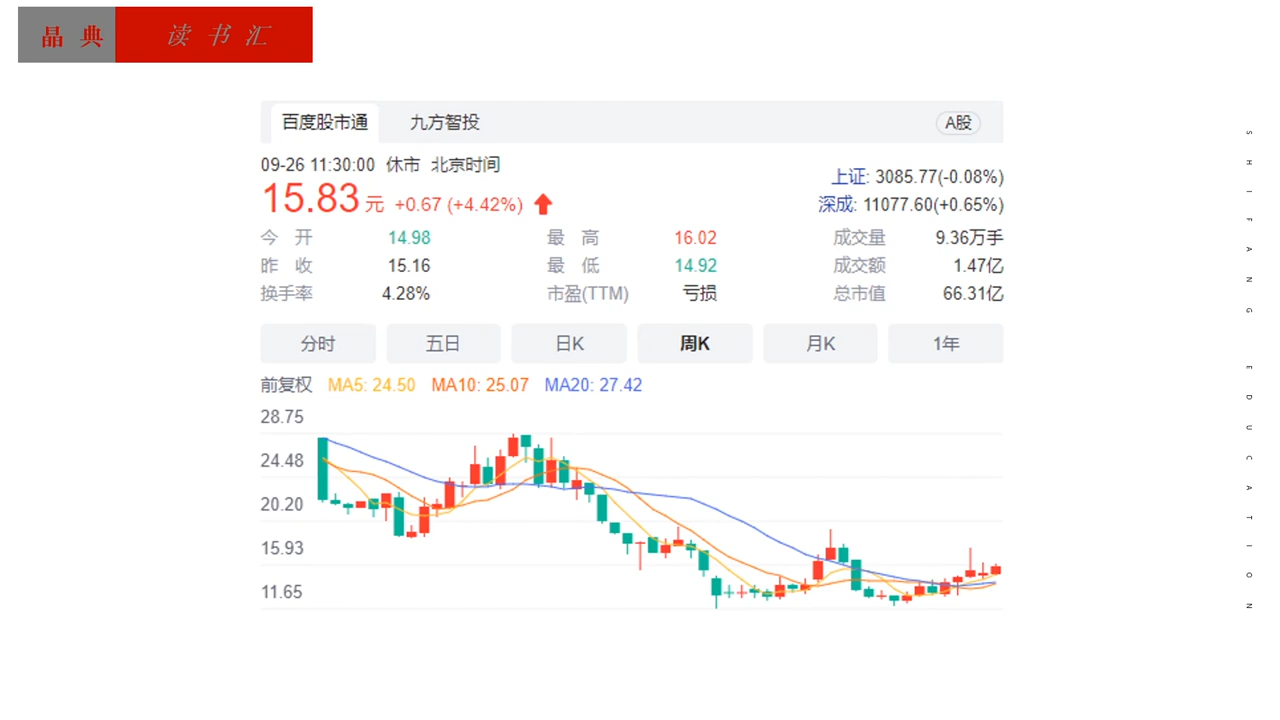 晶典 读书汇
百度股市通 九方智投 A股
09-26 11:30:00 休市 北京时间
上证: 3085.77(-0.08%)
15.83 元 +0.67 (+4.42%)
深成: 11077.60(+0.65%)
今开 14.98 最高 16.02 成交量 9.36万手
昨收 15.16 最低 14.92 成交额 1.47亿
换手率 4.28% 市盈(TTM) 亏损 总市值 66.31亿
分时 五日 日K 周K 月K 1年
前复权 MA5: 24.50 MA10: 25.07 MA20: 27.42
28.75
24.48
20.20
15.93
11.65
SHIFANG EDUCATION